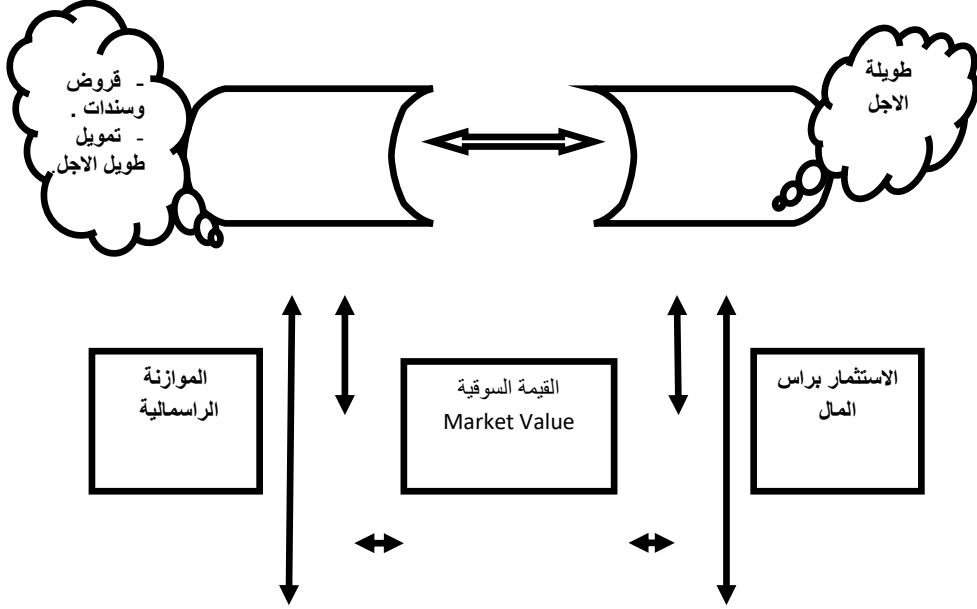 طويلة
الاجل
- قروض
وسندات .
- تمويل
طويل الاجل.
الاستثمار براس
المال
القيمة السوقية
Market Value
الموازنة
الراسمالية